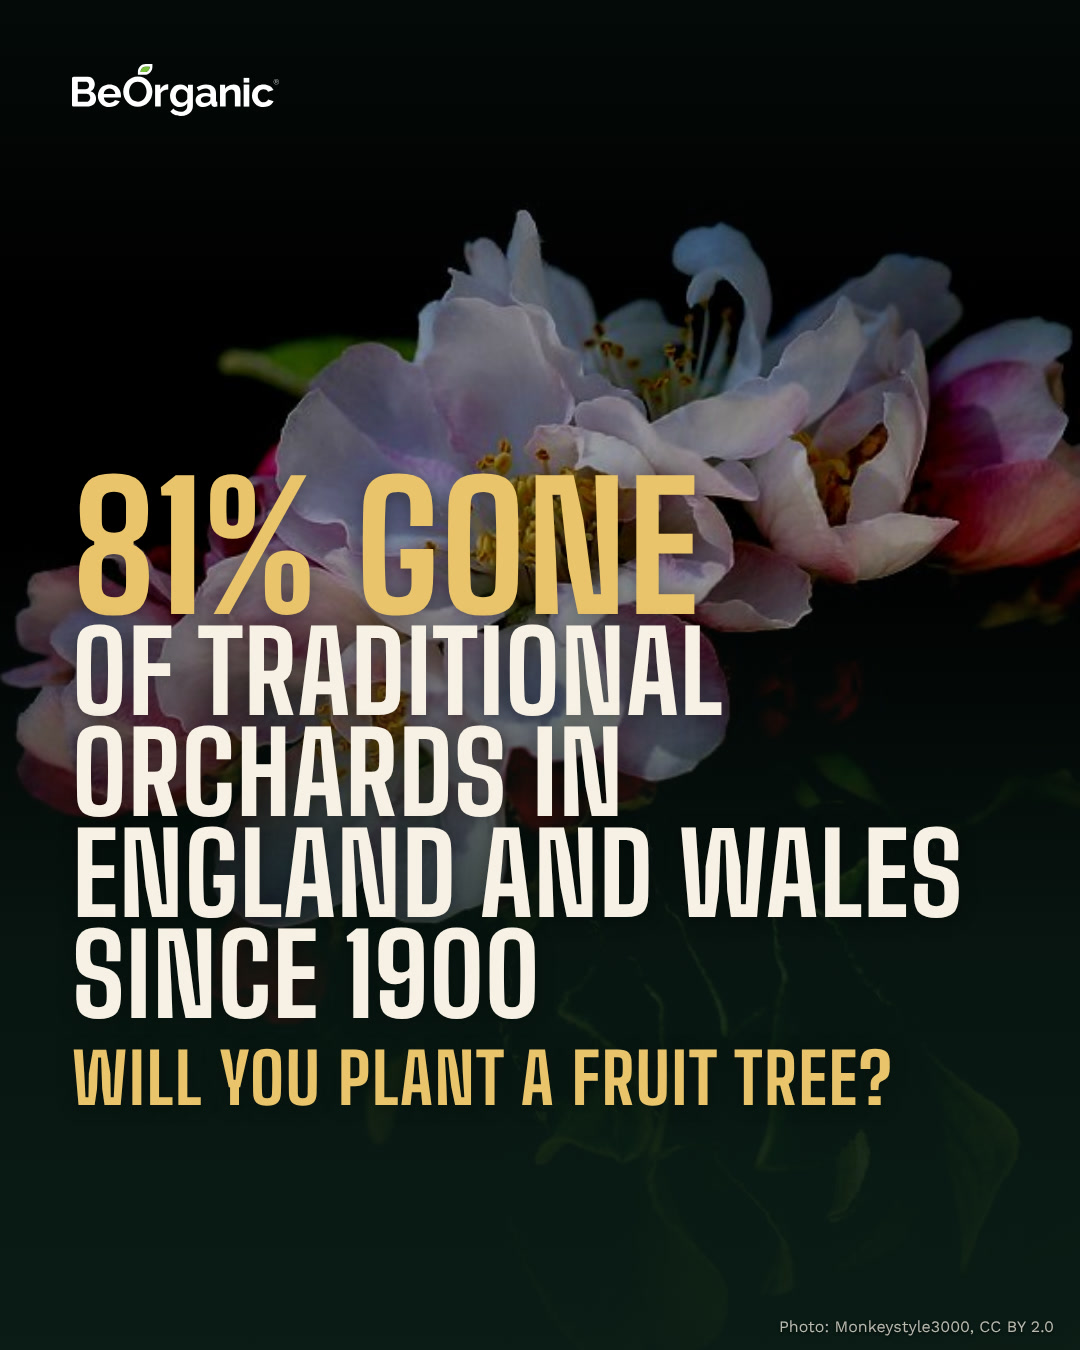 BeOrganic®
81% GONE
OF TRADITIONAL
ORCHARDS IN
ENGLAND AND WALES
SINCE 1900
WILL YOU PLANT A FRUIT TREE?
Photo: Monkeystyle3000, CC BY 2.0